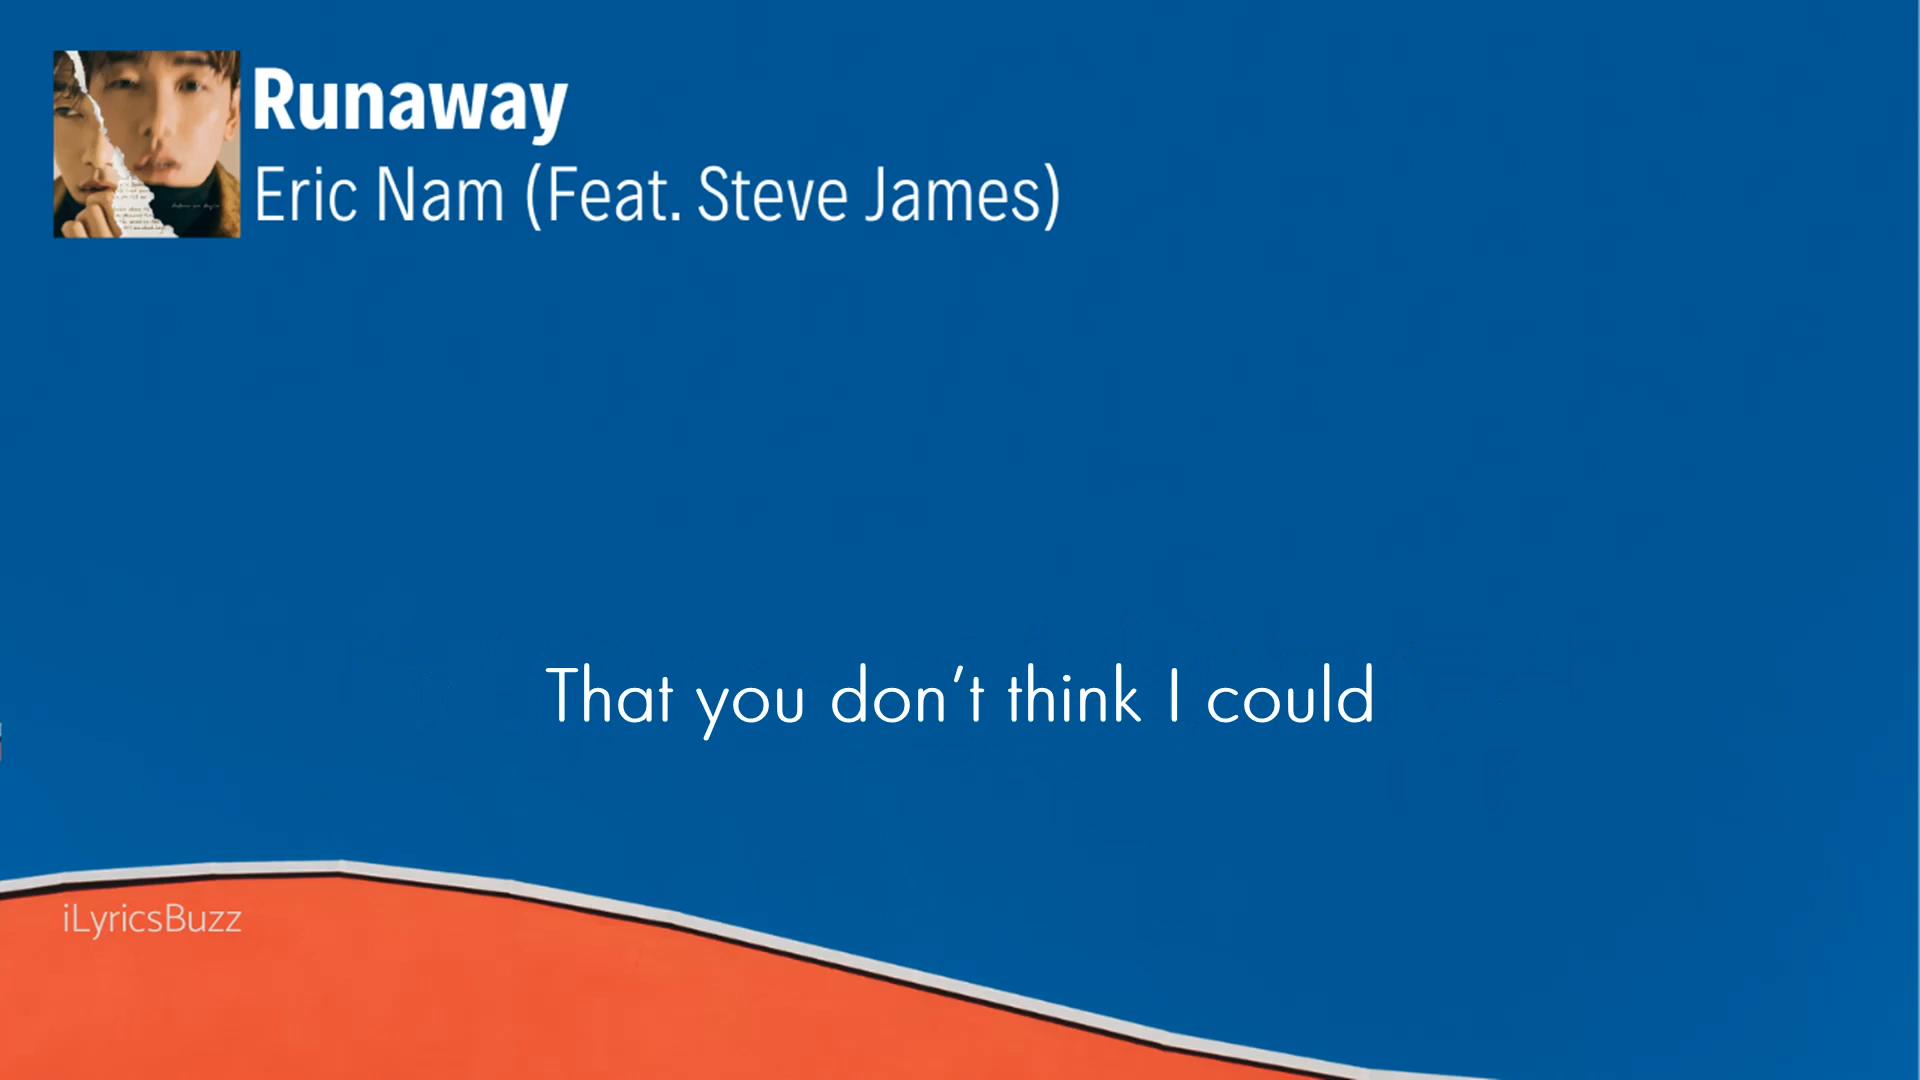 Runaway
Eric Nam (Feat. Steve James)
That you don’t think I could
iLyricsBuzz